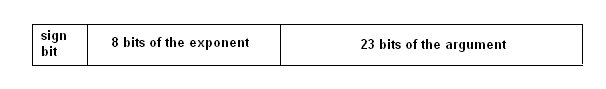 sign
bit
8 bits of the exponent
23 bits of the argument